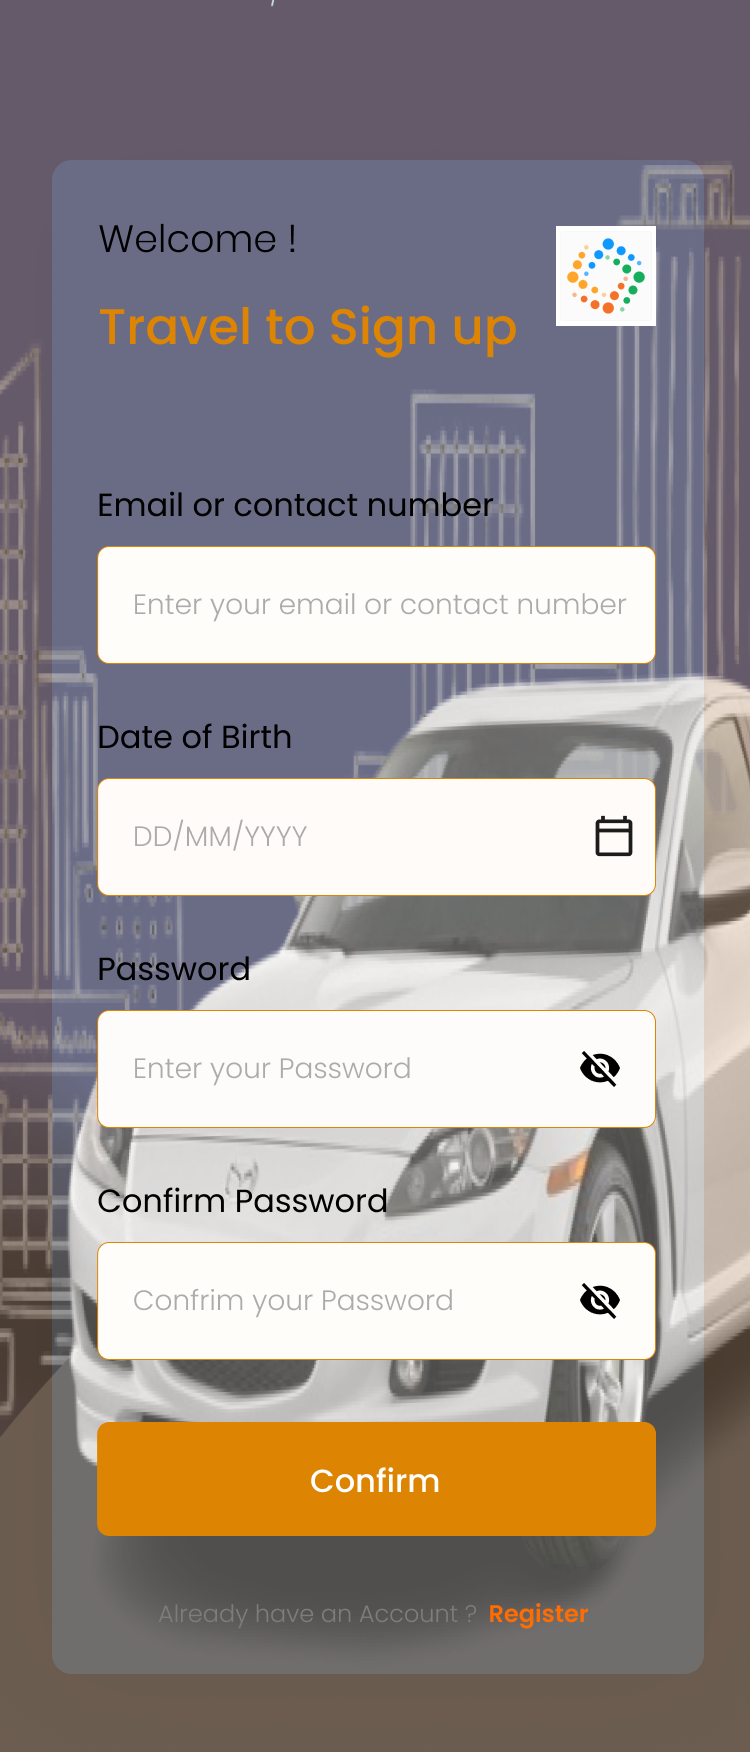 Welcome !
Travel to Sign up
Email or contact number
Enter your email or contact number
Date of Birth
DD/MM/YYYY
Password
Enter your Password
Confirm Password
Confrim your Password
Confirm
Already have an Account ? Register